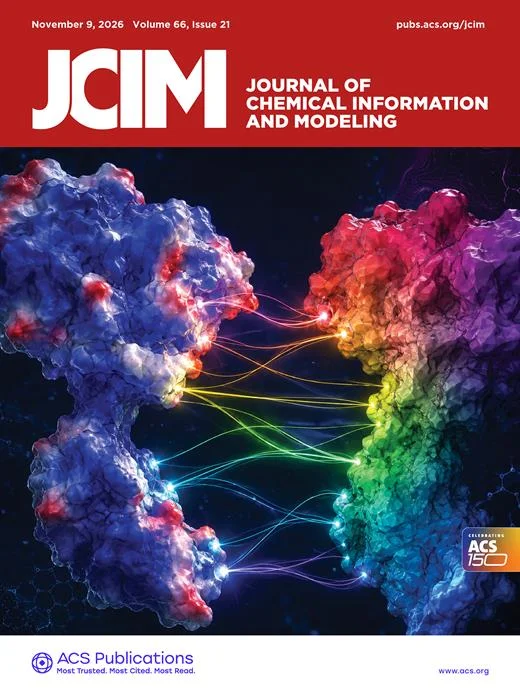 November 9, 2026 Volume 66, Issue 21
pubs.acs.org/jcim
JCIM
JOURNAL OF
CHEMICAL INFORMATION
AND MODELING
CELEBRATING
ACS
150
ACS Publications
Most Trusted. Most Cited. Most Read.
www.acs.org